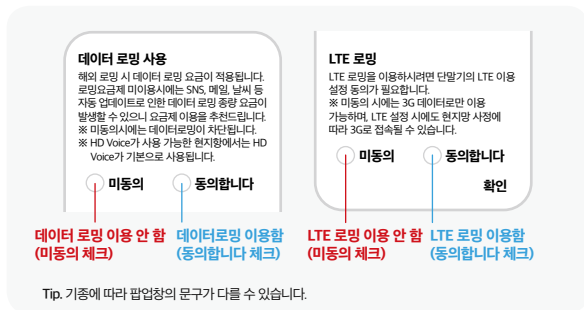 데이터 로밍 사용
해외 로밍 시 데이터 로밍 요금이 적용됩니다.
로밍요금제 미이용시에는 SNS, 메일, 날씨 등
자동 업데이트로 인한 데이터 로밍 종량 요금이
발생할 수 있으니 요금제 이용을 추천드립니다.
※ 미동의시에는 데이터로밍이 차단됩니다.
※ HD Voice가 사용 가능한 현지항에서는 HD
Voice가 기본으로 사용됩니다.
미동의 동의합니다
데이터 로밍 이용 안 함 데이터로밍 이용함
(미동의 체크) (동의합니다 체크)
LTE 로밍
LTE 로밍을 이용하시려면 단말기의 LTE 이용
설정 동의가 필요합니다.
※ 미동의 시에는 3G 데이터로만 이용
가능하며, LTE 설정 시에도 현지망 사정에
따라 3G로 접속될 수 있습니다.
미동의 동의합니다
확인
LTE 로밍 이용 안 함 LTE 로밍 이용함
(미동의 체크) (동의합니다 체크)
Tip. 기종에 따라 팝업창의 문구가 다를 수 있습니다.